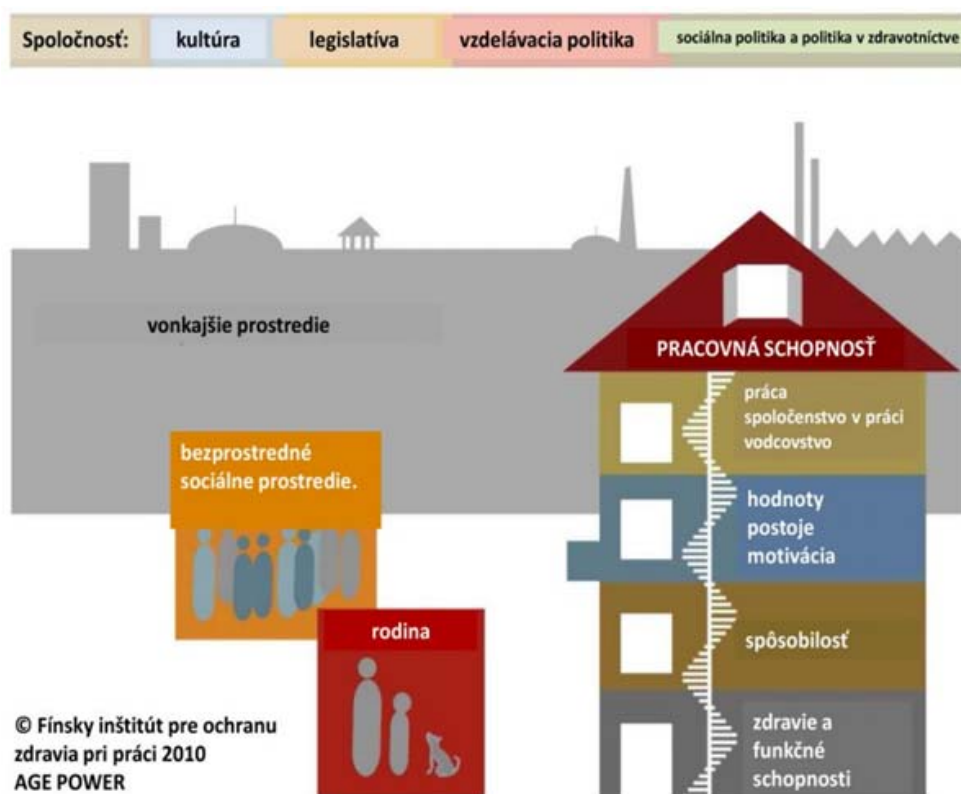 Spoločnosť: kultúra legislatíva vzdelávacia politika sociálna politika a politika v zdravotníctve
vonkajšie prostredie
PRACOVNÁ SCHOPNOSŤ
práca
spoločenstvo v práci
vodcovstvo
bezprostredné
sociálne prostredie.
hodnoty
postoje
motivácia
rodina
spôsobilosť
zdravie a
funkčné
schopnosti
© Fínsky inštitút pre ochranu
zdravia pri práci 2010
AGE POWER